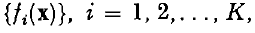 {f_i(x)}, i = 1, 2, . . . , K,